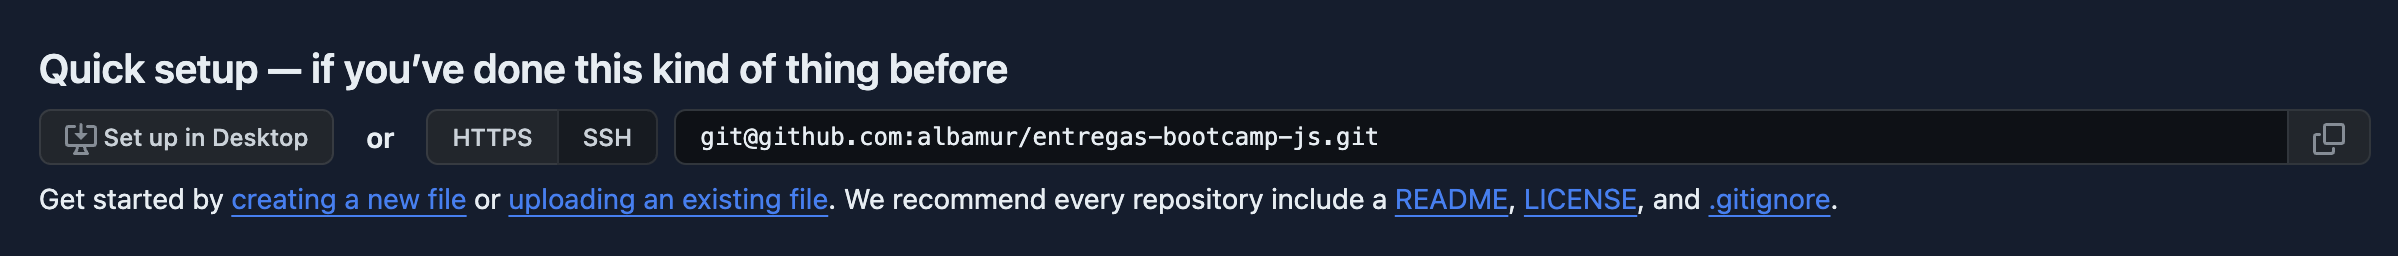 Quick setup — if you’ve done this kind of thing before
Set up in Desktop or HTTPS SSH git@github.com:albamur/entregas-bootcamp-js.git
Get started by creating a new file or uploading an existing file. We recommend every repository include a README, LICENSE, and .gitignore.